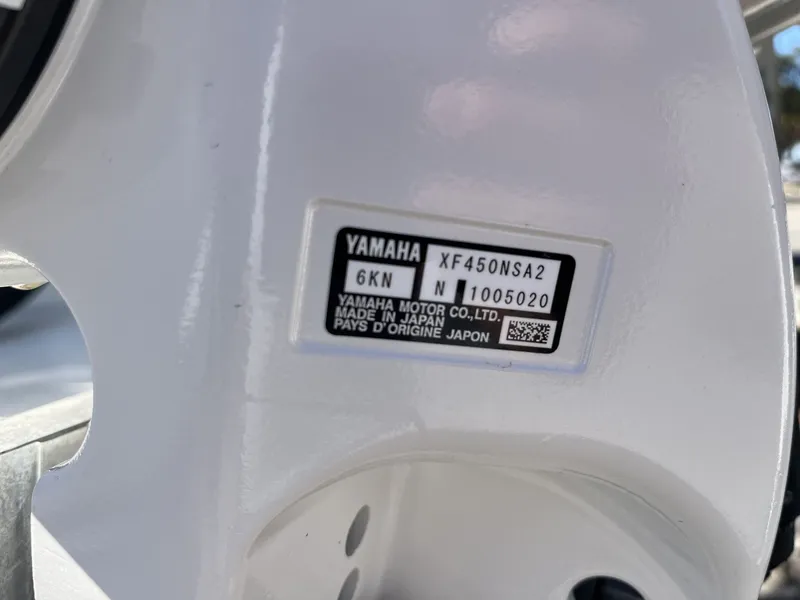 YAMAHA XF450NSA2
6KN N 1005020
YAMAHA MOTOR CO.,LTD.
MADE IN JAPAN
PAYS D'ORIGINE JAPON